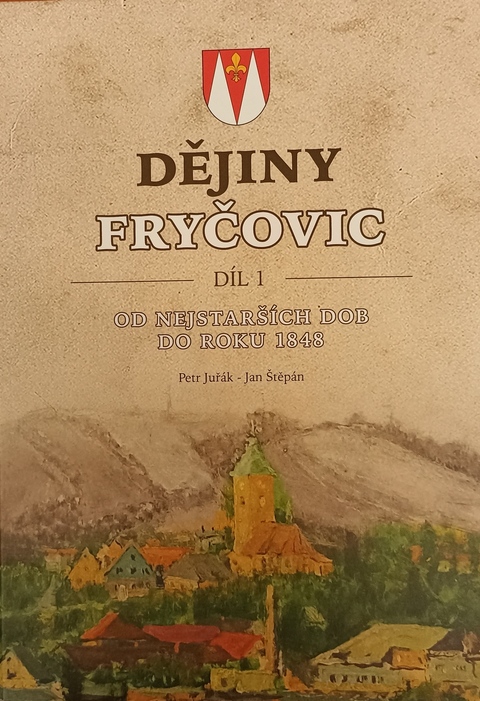 DĚJINY
FRYČOVIC
DÍL 1
OD NEJSTARŠÍCH DOB
DO ROKU 1848
Petr Juřák - Jan Štěpán